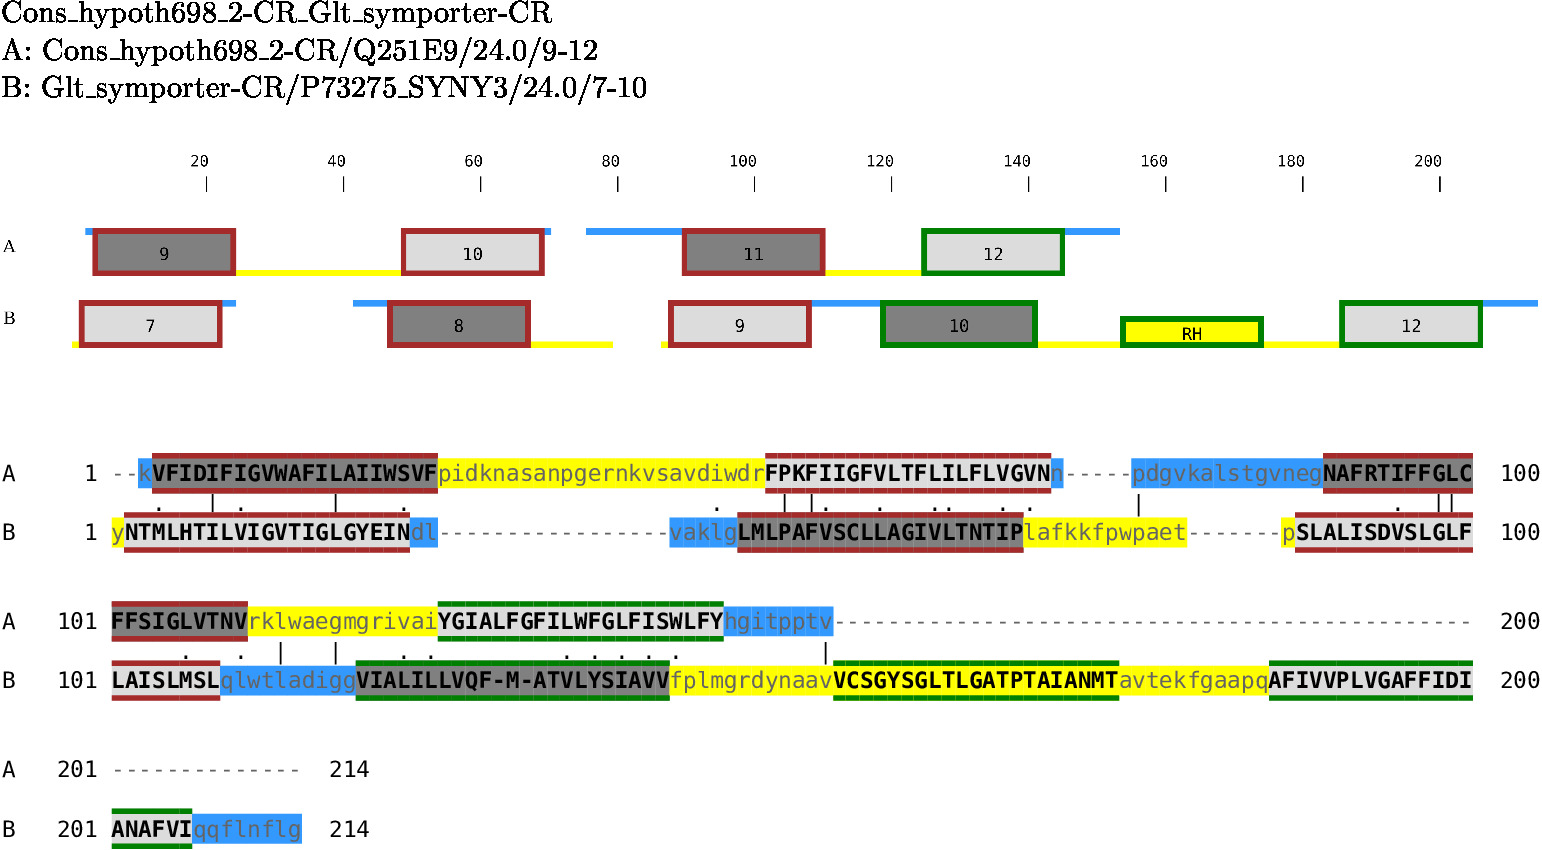 Cons_hypoth698_2-CR_Glt_symporter-CR
A: Cons_hypoth698_2-CR/Q251E9/24.0/9-12
B: Glt_symporter-CR/P73275_SYNY3/24.0/7-10
20 40 60 80 100 120 140 160 180 200
A 9 10 11 12
B 7 8 9 10 RH 12
A 1 --kVFIDIFIGVWAFILAIIWSVFpidknasanpgernkvsavdiwdrFPKFIIGFVLTFLILFLVGVNn-----pdgvkalstgvnegNAFRTIFFGLC 100
B 1 yNTMLHTILVIGVTIGLGYEINdl-----------------vaklgLMLPAFVSCLLAGIVLTNTIPlafkkfpwpaet-------pSLALISDVSLGLF 100
A 101 FFSIGLVTNVrklwaegmgrivaiYGIALFGFILWFGLFISWLFYhgitpptv----------------------------------------------- 200
B 101 LAISLMSLqlwtladiggVIALILLVQF-M-ATVLYSIAVVfplmgrdynaavVCSGYSGLTLGATPTAIANMTavtekfgaapqAFIVVPLVGAFFIDI 200
A 201 -------------- 214
B 201 ANAFVIqqflnflg 214